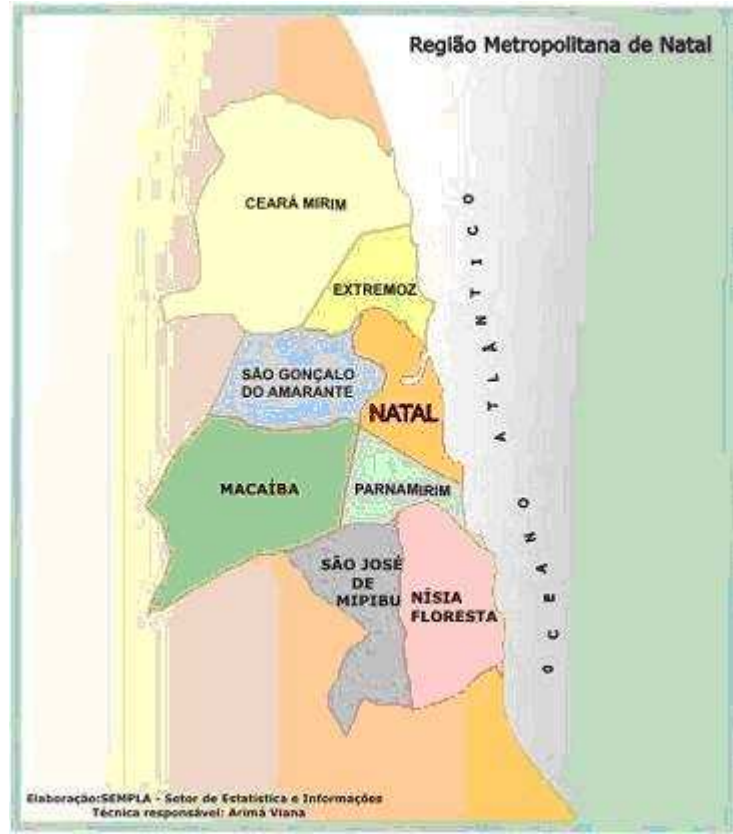 Região Metropolitana de Natal
CEARÁ MIRIM
EXTREMOZ
SÃO GONÇALO
DO AMARANTE
NATAL
MACAÍBA
PARNAMIRIM
SÃO JOSÉ
DE
MIPIBU
NÍSIA
FLORESTA
OCEANO ATLÂNTICO
Elaboração:SEMPLA - Setor de Estatística e Informações
Técnica responsável: Arimá Viana